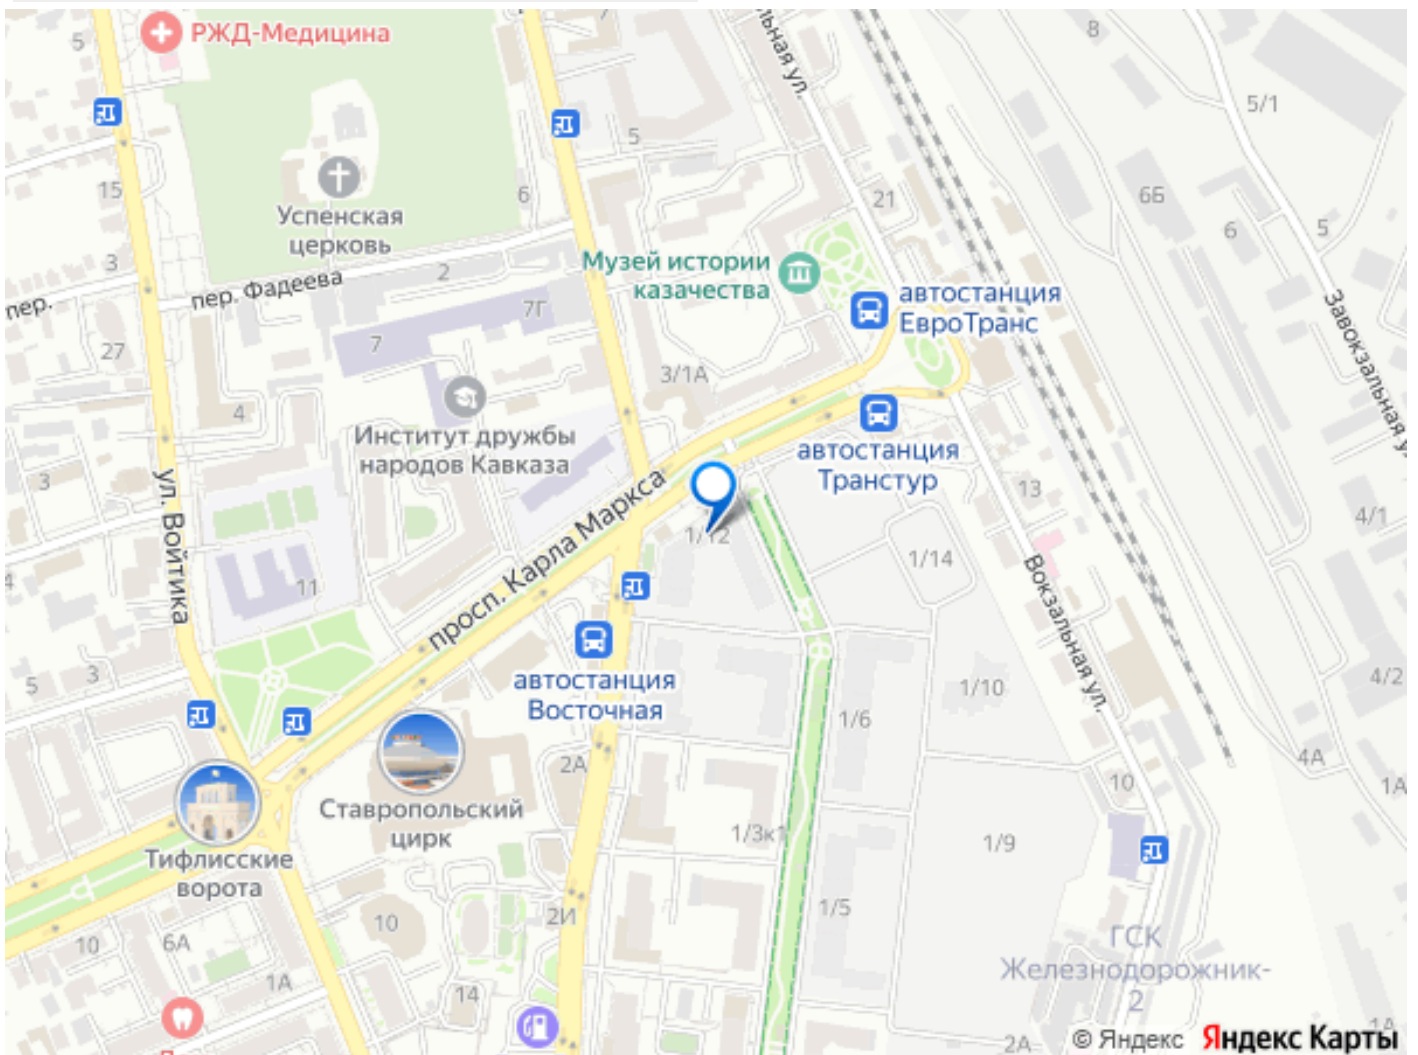 РЖД-Медицина
5
8
льная ул.
5/1
5
15
Успенская
церковь
6
21
6Б
6
5
3
пер. Фадеева
2
Музей истории
казачества
автостанция
ЕвроТранс
пер.
7Г
7
27
3/1А
Завокзальная у
4
Институт дружбы
народов Кавказа
автостанция
Транстур
3
ул. Войтика
просп. Карла Маркса
13
4/1
1/12
1/14
4
11
Вокзальная ул.
5
3
автостанция
Восточная
1/10
4/2
1/6
2А
4А
1А
10
Ставропольский
цирк
1/3к1
1/9
Тифлисские
ворота
10
2И
1/5
10
6А
ГСК
Железнодорожник-
2
1А
14
2А
1А
© Яндекс Яндекс Карты